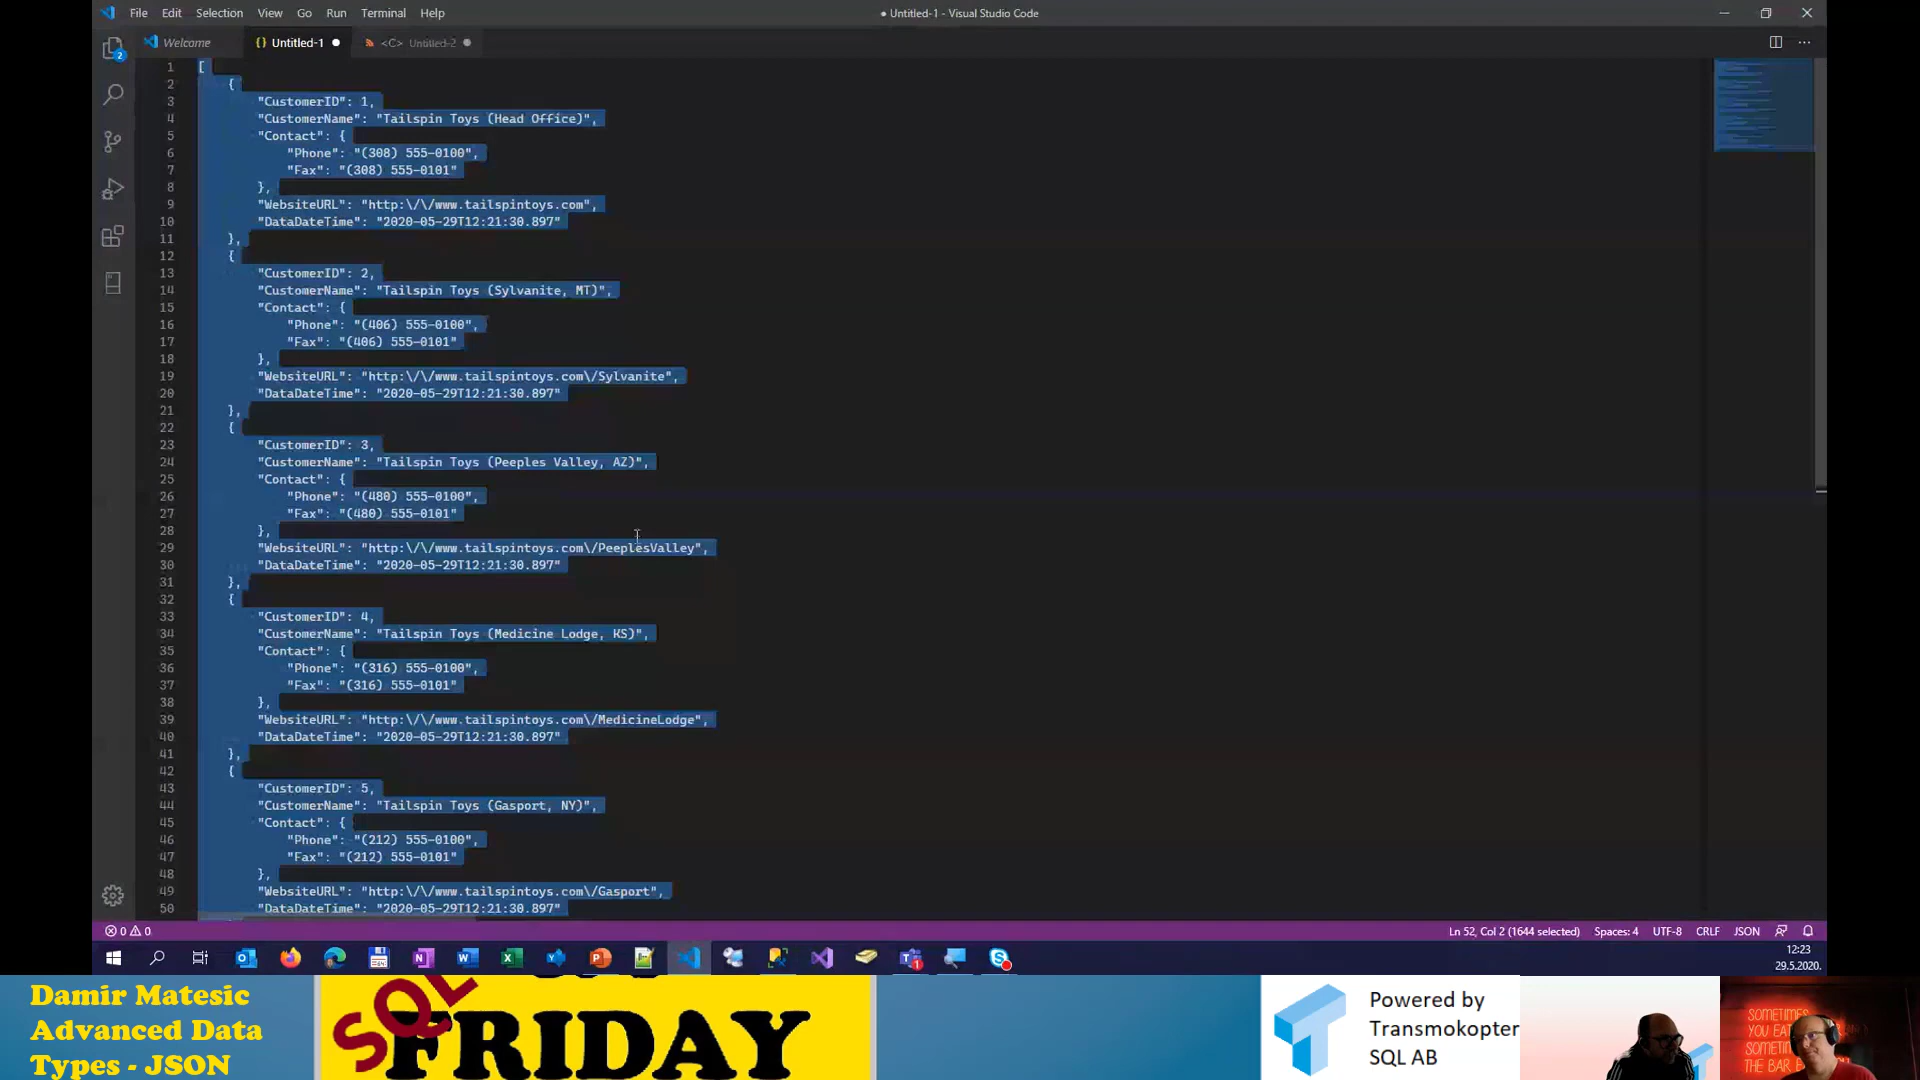 File Edit Selection View Go Run Terminal Help
● Untitled-1 - Visual Studio Code
Welcome
{} Untitled-1 ●
<C> Untitled-2 ●
2
1 [
2 {
3 "CustomerID": 1,
4 "CustomerName": "Tailspin Toys (Head Office)",
5 "Contact": {
6 "Phone": "(308) 555-0100",
7 "Fax": "(308) 555-0101"
8 },
9 "WebsiteURL": "http:\/\/www.tailspintoys.com",
10 "DataDateTime": "2020-05-29T12:21:30.897"
11 },
12 {
13 "CustomerID": 2,
14 "CustomerName": "Tailspin Toys (Sylvanite, MT)",
15 "Contact": {
16 "Phone": "(406) 555-0100",
17 "Fax": "(406) 555-0101"
18 },
19 "WebsiteURL": "http:\/\/www.tailspintoys.com\/Sylvanite",
20 "DataDateTime": "2020-05-29T12:21:30.897"
21 },
22 {
23 "CustomerID": 3,
24 "CustomerName": "Tailspin Toys (Peeples Valley, AZ)",
25 "Contact": {
26 "Phone": "(480) 555-0100",
27 "Fax": "(480) 555-0101"
28 },
29 "WebsiteURL": "http:\/\/www.tailspintoys.com\/PeeplesValley",
30 "DataDateTime": "2020-05-29T12:21:30.897"
31 },
32 {
33 "CustomerID": 4,
34 "CustomerName": "Tailspin Toys (Medicine Lodge, KS)",
35 "Contact": {
36 "Phone": "(316) 555-0100",
37 "Fax": "(316) 555-0101"
38 },
39 "WebsiteURL": "http:\/\/www.tailspintoys.com\/MedicineLodge",
40 "DataDateTime": "2020-05-29T12:21:30.897"
41 },
42 {
43 "CustomerID": 5,
44 "CustomerName": "Tailspin Toys (Gasport, NY)",
45 "Contact": {
46 "Phone": "(212) 555-0100",
47 "Fax": "(212) 555-0101"
48 },
49 "WebsiteURL": "http:\/\/www.tailspintoys.com\/Gasport",
50 "DataDateTime": "2020-05-29T12:21:30.897"
0 0
Ln 52, Col 2 (1644 selected) Spaces: 4 UTF-8 CRLF JSON
12:23
29.5.2020.
Damir Matesic
Advanced Data
Types - JSON
SQL
FRIDAY
Powered by
Transmokopter
SQL AB
SOMETIMES
YOU EAT
SOMETIM
THE BAR